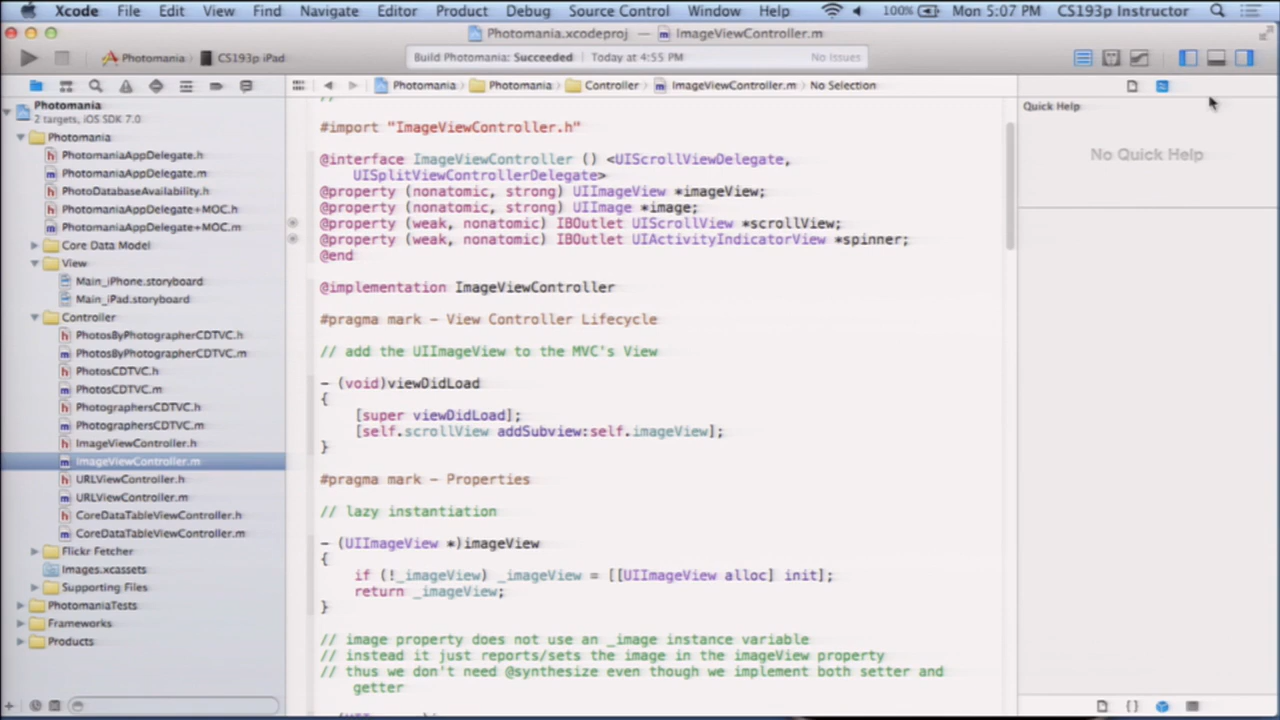 Xcode File Edit View Find Navigate Editor Product Debug Source Control Window Help 100% Mon 5:07 PM CS193p Instructor
Photomania.xcodeproj — ImageViewController.m
Photomania CS193p iPad Build Photomania: Succeeded Today at 4:55 PM No Issues
Photomania Photomania Controller ImageViewController.m No Selection
Photomania
2 targets, iOS SDK 7.0
Photomania
PhotomaniaAppDelegate.h
PhotomaniaAppDelegate.m
PhotoDatabaseAvailability.h
PhotomaniaAppDelegate+MOC.h
PhotomaniaAppDelegate+MOC.m
Core Data Model
View
Main_iPhone.storyboard
Main_iPad.storyboard
Controller
PhotosByPhotographerCDTVC.h
PhotosByPhotographerCDTVC.m
PhotosCDTVC.h
PhotosCDTVC.m
PhotographersCDTVC.h
PhotographersCDTVC.m
ImageViewController.h
ImageViewController.m
URLViewController.h
URLViewController.m
CoreDataTableViewController.h
CoreDataTableViewController.m
Flickr Fetcher
Images.xcassets
Supporting Files
PhotomaniaTests
Frameworks
Products
//
#import "ImageViewController.h"
@interface ImageViewController () <UIScrollViewDelegate,
UISplitViewControllerDelegate>
@property (nonatomic, strong) UIImageView *imageView;
@property (nonatomic, strong) UIImage *image;
@property (weak, nonatomic) IBOutlet UIScrollView *scrollView;
@property (weak, nonatomic) IBOutlet UIActivityIndicatorView *spinner;
@end
@implementation ImageViewController
#pragma mark - View Controller Lifecycle
// add the UIImageView to the MVC's View
- (void)viewDidLoad
{
[super viewDidLoad];
[self.scrollView addSubview:self.imageView];
}
#pragma mark - Properties
// lazy instantiation
- (UIImageView *)imageView
{
if (!_imageView) _imageView = [[UIImageView alloc] init];
return _imageView;
}
// image property does not use an _image instance variable
// instead it just reports/sets the image in the imageView property
// thus we don't need @synthesize even though we implement both setter and
getter
Quick Help
No Quick Help